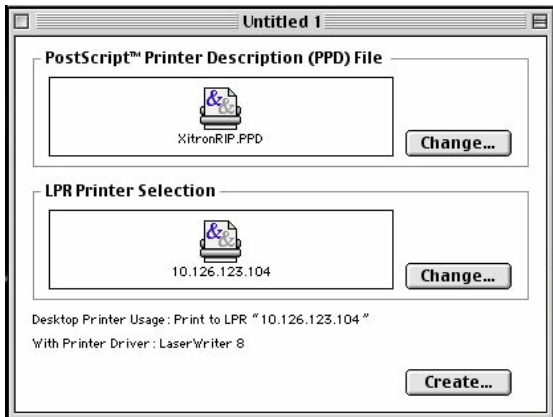 Untitled 1
PostScript™ Printer Description (PPD) File
&&
XitronRIP.PPD
Change...
LPR Printer Selection
&&
10.126.123.104
Change...
Desktop Printer Usage : Print to LPR “10.126.123.104”
With Printer Driver : LaserWriter 8
Create...